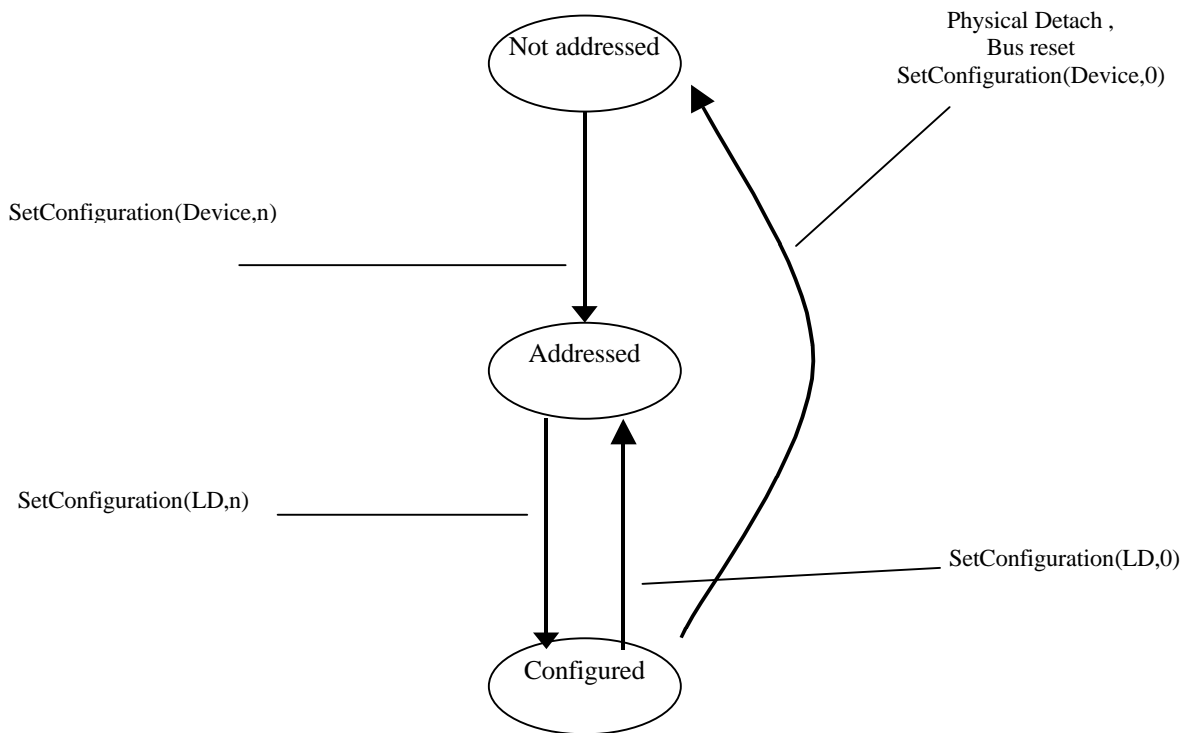 Not addressed
Physical Detach ,
Bus reset
SetConfiguration(Device,0)
SetConfiguration(Device,n)
Addressed
SetConfiguration(LD,n)
SetConfiguration(LD,0)
Configured